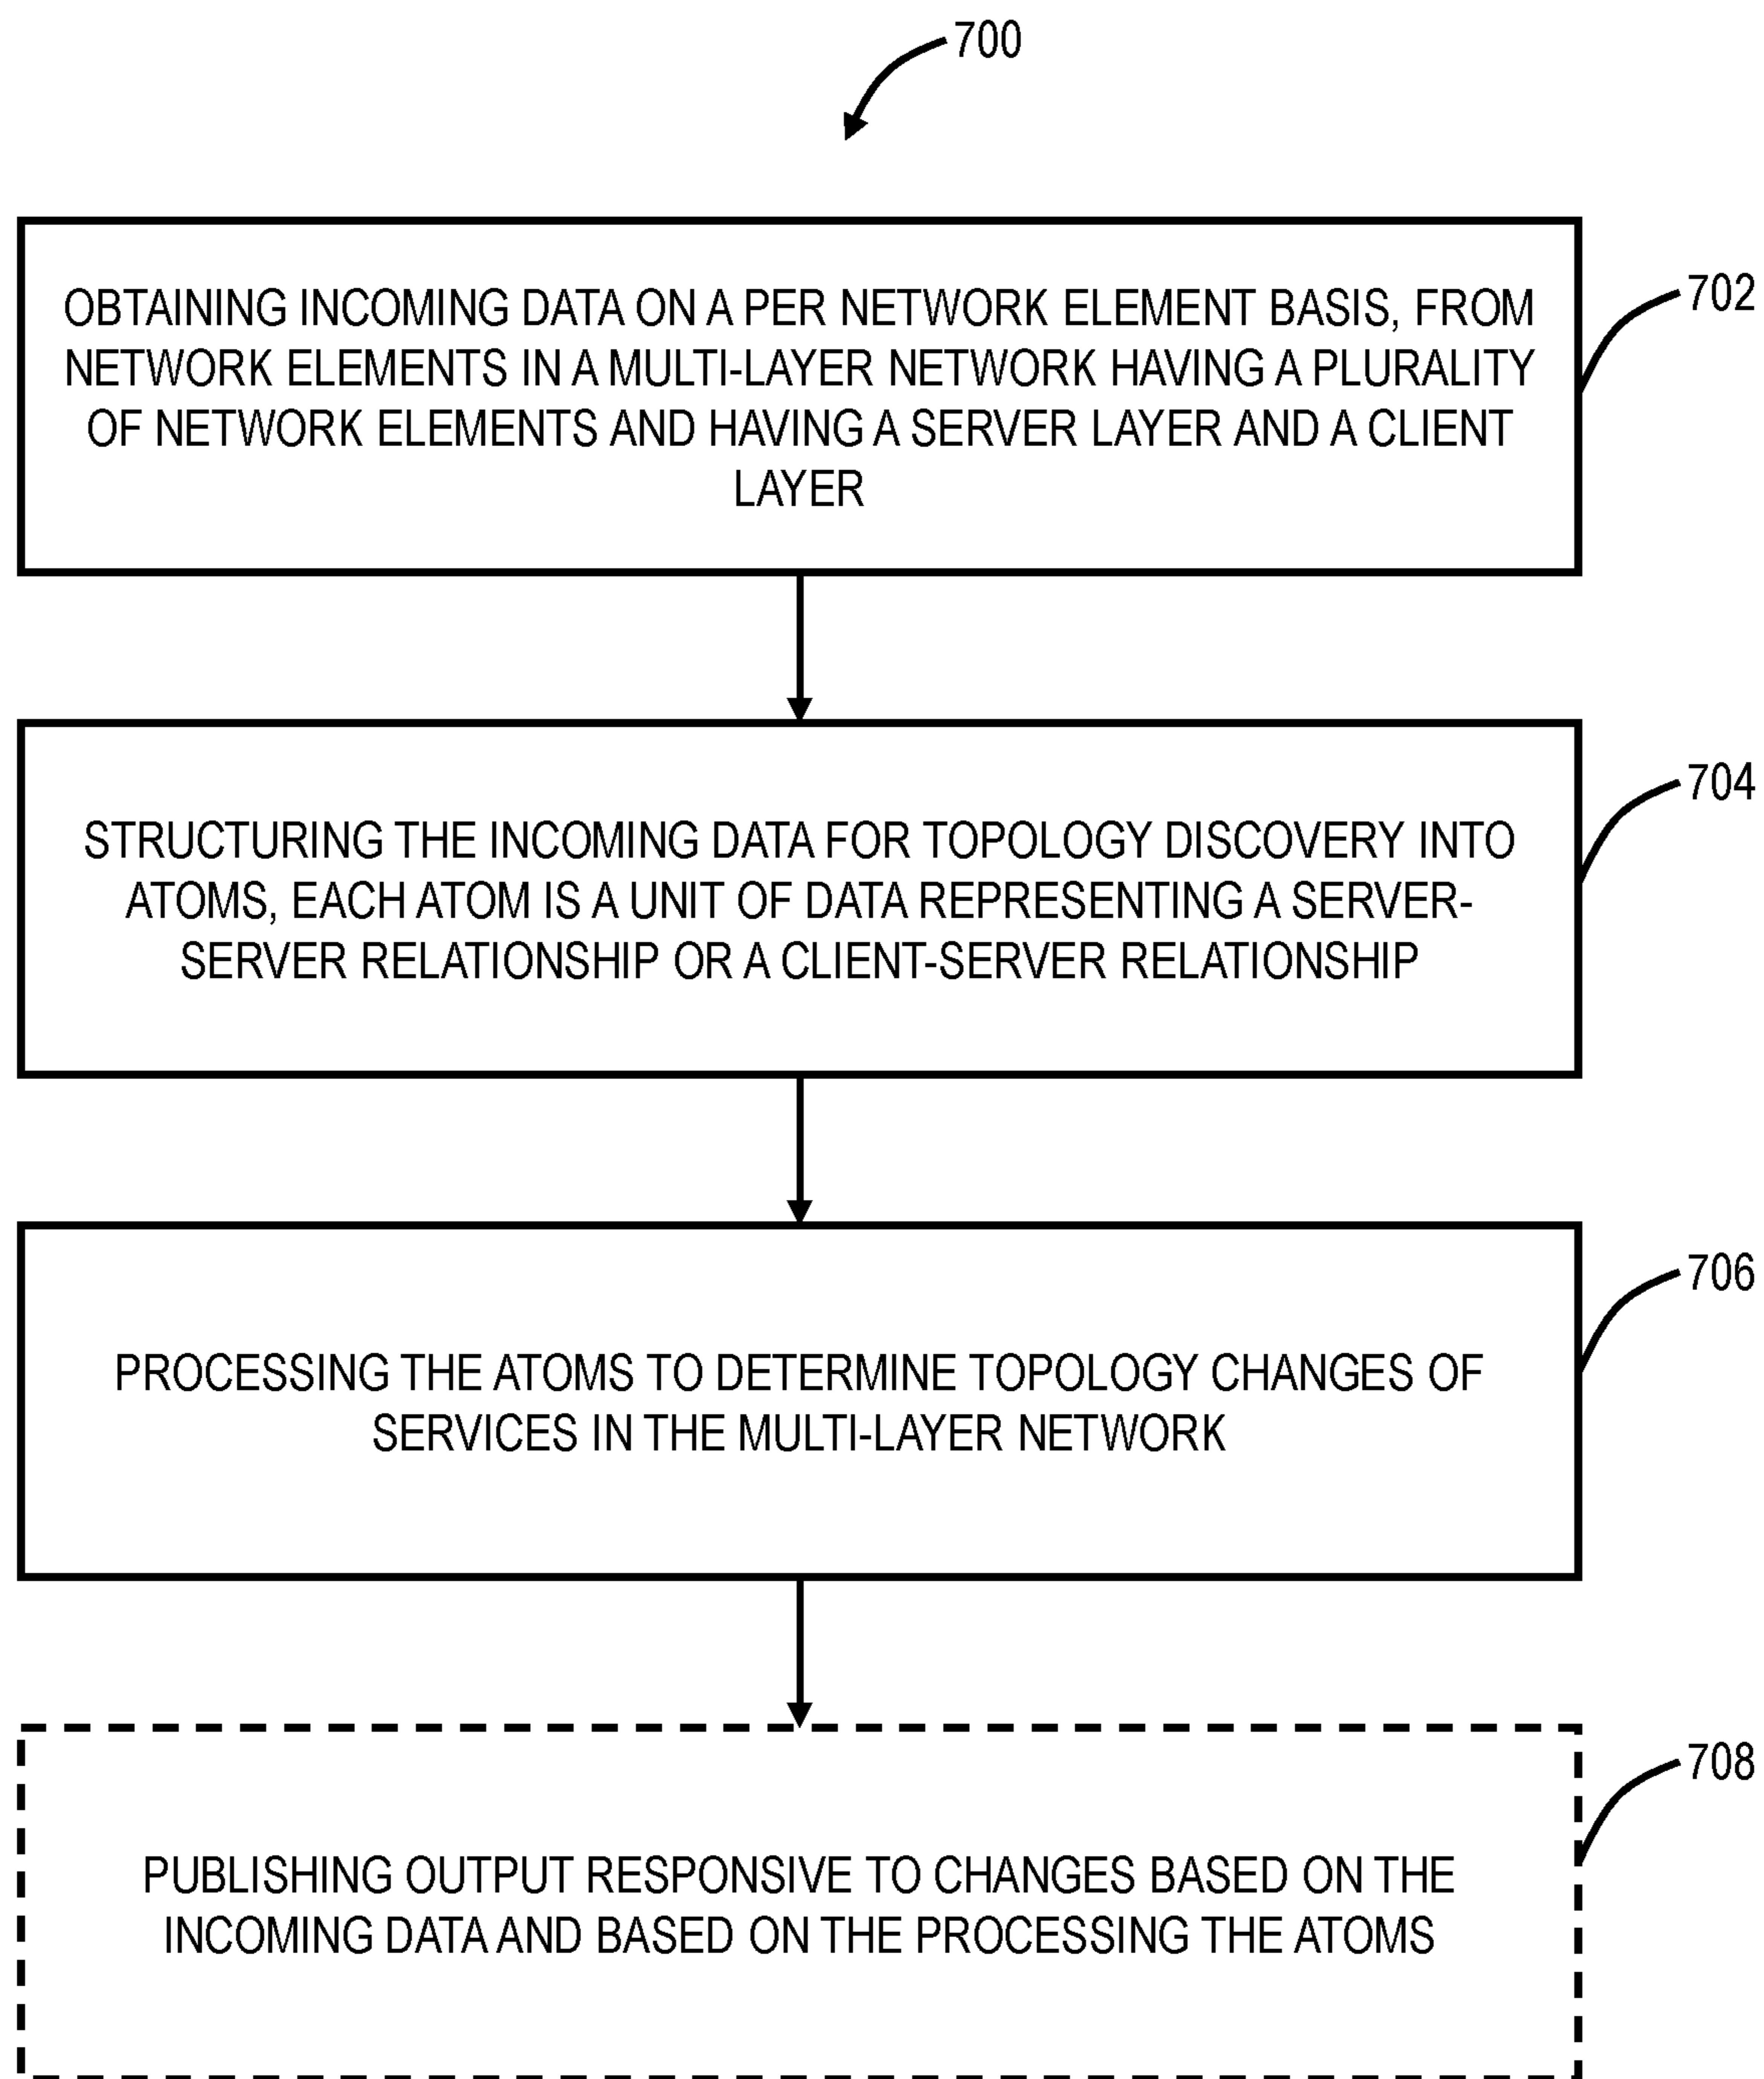 700
OBTAINING INCOMING DATA ON A PER NETWORK ELEMENT BASIS, FROM
NETWORK ELEMENTS IN A MULTI-LAYER NETWORK HAVING A PLURALITY
OF NETWORK ELEMENTS AND HAVING A SERVER LAYER AND A CLIENT
LAYER
702
STRUCTURING THE INCOMING DATA FOR TOPOLOGY DISCOVERY INTO
ATOMS, EACH ATOM IS A UNIT OF DATA REPRESENTING A SERVER-
SERVER RELATIONSHIP OR A CLIENT-SERVER RELATIONSHIP
704
PROCESSING THE ATOMS TO DETERMINE TOPOLOGY CHANGES OF
SERVICES IN THE MULTI-LAYER NETWORK
706
PUBLISHING OUTPUT RESPONSIVE TO CHANGES BASED ON THE
INCOMING DATA AND BASED ON THE PROCESSING THE ATOMS
708